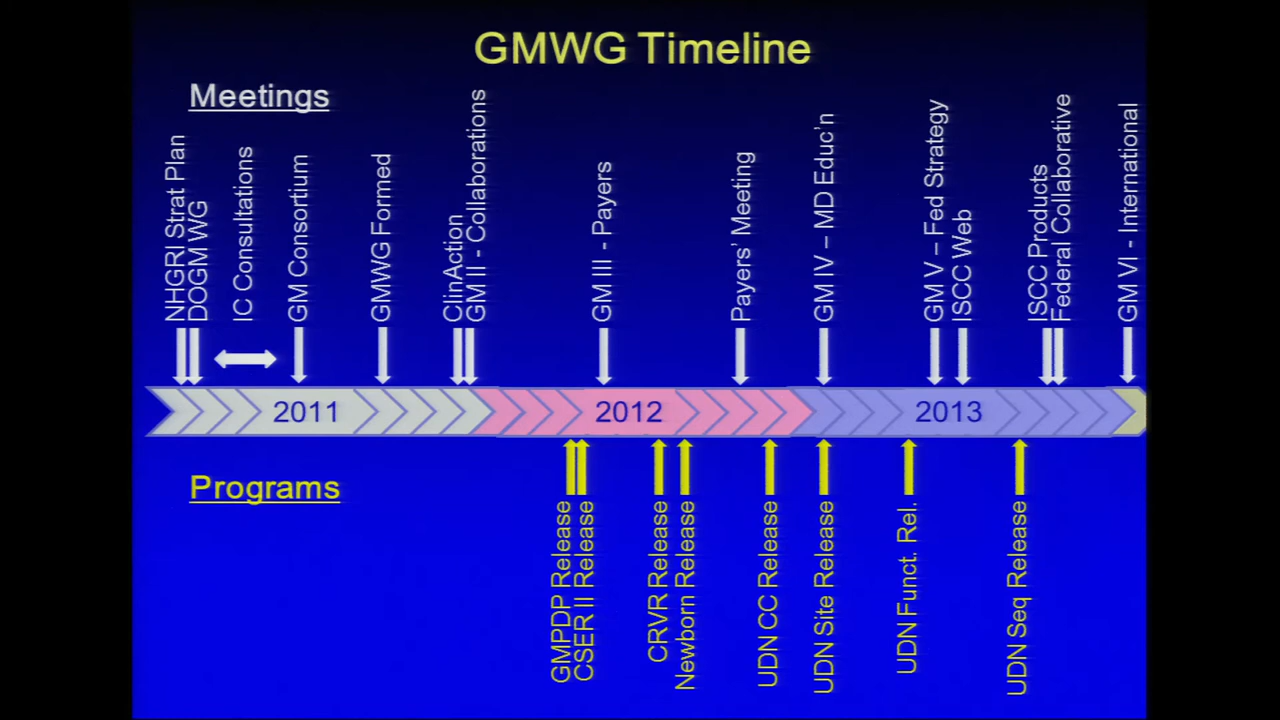 GMWG Timeline
Meetings
NHGRI Strat Plan
DOGM WG
IC Consultations
GM Consortium
GMWG Formed
ClinAction
GM II - Collaborations
GM III - Payers
Payers’ Meeting
GM IV – MD Educ’n
GM V – Fed Strategy
ISCC Web
ISCC Products
Federal Collaborative
GM VI - International
2011
2012
2013
Programs
GMPDP Release
CSER II Release
CRVR Release
Newborn Release
UDN CC Release
UDN Site Release
UDN Funct. Rel.
UDN Seq Release